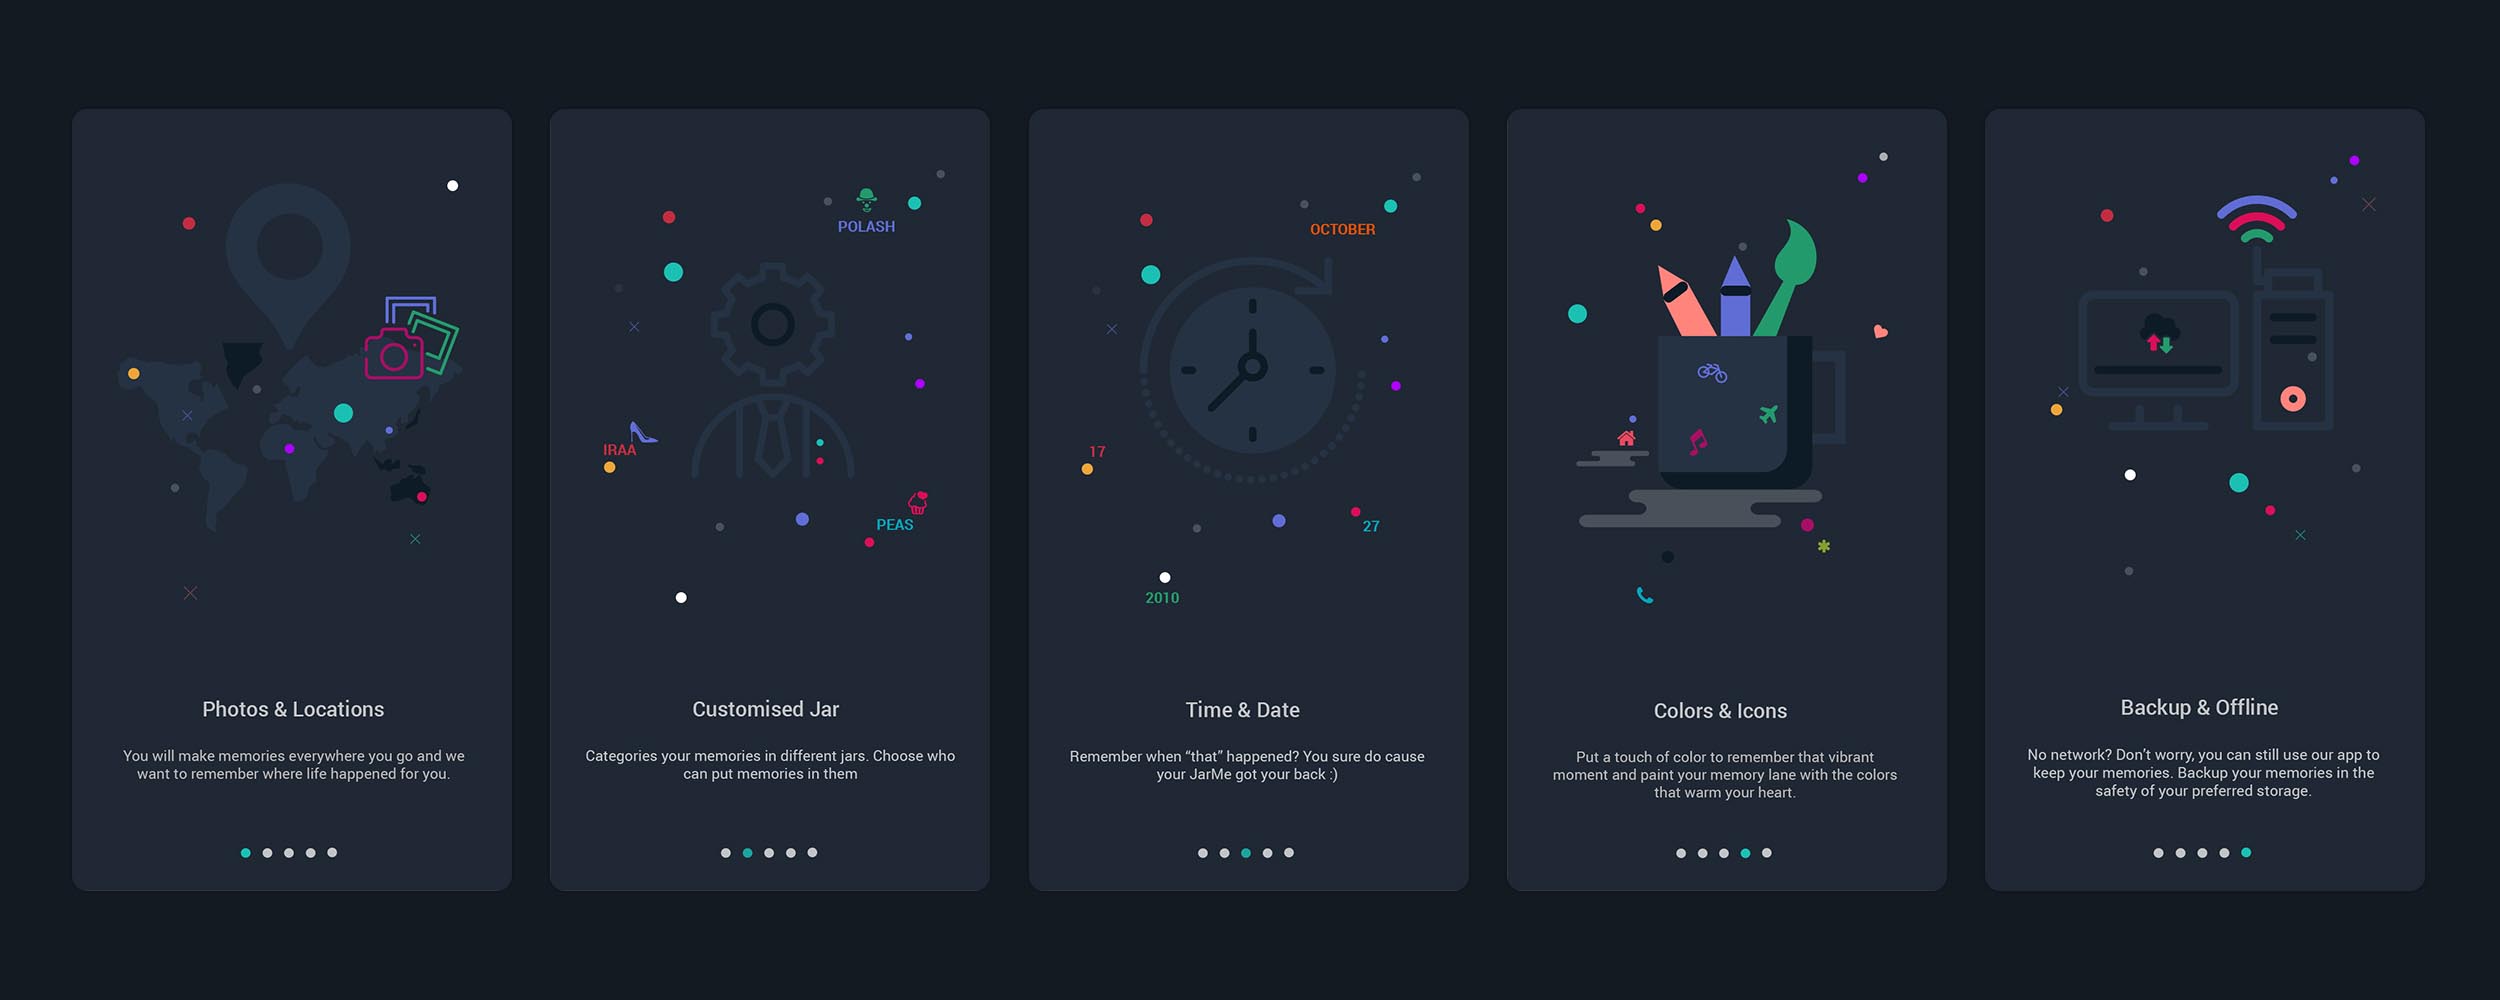 Photos & Locations
You will make memories everywhere you go and we
want to remember where life happened for you.
POLASH
IRAA
PEAS
Customised Jar
Categories your memories in different jars. Choose who
can put memories in them
OCTOBER
17
27
2010
Time & Date
Remember when “that” happened? You sure do cause
your JarMe got your back :)
Colors & Icons
Put a touch of color to remember that vibrant
moment and paint your memory lane with the colors
that warm your heart.
Backup & Offline
No network? Don’t worry, you can still use our app to
keep your memories. Backup your memories in the
safety of your preferred storage.